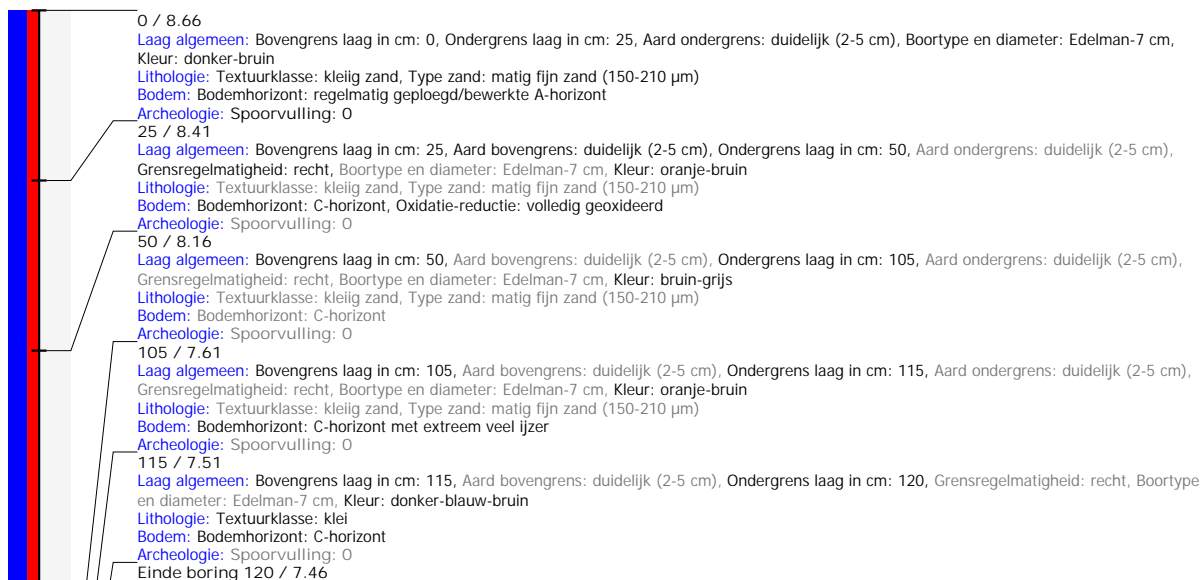 0 / 8.66
Laag algemeen: Bovengrens laag in cm: 0, Ondergrens laag in cm: 25, Aard ondergrens: duidelijk (2-5 cm), Boortype en diameter: Edelman-7 cm,
Kleur: donker-bruin
Lithologie: Textuurklasse: kleiig zand, Type zand: matig fijn zand (150-210 µm)
Bodem: Bodemhorizont: regelmatig geploegd/bewerkte A-horizont
Archeologie: Spoorvulling: 0
25 / 8.41
Laag algemeen: Bovengrens laag in cm: 25, Aard bovengrens: duidelijk (2-5 cm), Ondergrens laag in cm: 50, Aard ondergrens: duidelijk (2-5 cm),
Grensregelmatigheid: recht, Boortype en diameter: Edelman-7 cm, Kleur: oranje-bruin
Lithologie: Textuurklasse: kleiig zand, Type zand: matig fijn zand (150-210 µm)
Bodem: Bodemhorizont: C-horizont, Oxidatie-reductie: volledig geoxideerd
Archeologie: Spoorvulling: 0
50 / 8.16
Laag algemeen: Bovengrens laag in cm: 50, Aard bovengrens: duidelijk (2-5 cm), Ondergrens laag in cm: 105, Aard ondergrens: duidelijk (2-5 cm),
Grensregelmatigheid: recht, Boortype en diameter: Edelman-7 cm, Kleur: bruin-grijs
Lithologie: Textuurklasse: kleiig zand, Type zand: matig fijn zand (150-210 µm)
Bodem: Bodemhorizont: C-horizont
Archeologie: Spoorvulling: 0
105 / 7.61
Laag algemeen: Bovengrens laag in cm: 105, Aard bovengrens: duidelijk (2-5 cm), Ondergrens laag in cm: 115, Aard ondergrens: duidelijk (2-5 cm),
Grensregelmatigheid: recht, Boortype en diameter: Edelman-7 cm, Kleur: oranje-bruin
Lithologie: Textuurklasse: kleiig zand, Type zand: matig fijn zand (150-210 µm)
Bodem: Bodemhorizont: C-horizont met extreem veel ijzer
Archeologie: Spoorvulling: 0
115 / 7.51
Laag algemeen: Bovengrens laag in cm: 115, Aard bovengrens: duidelijk (2-5 cm), Ondergrens laag in cm: 120, Grensregelmatigheid: recht, Boortype
en diameter: Edelman-7 cm, Kleur: donker-blauw-bruin
Lithologie: Textuurklasse: klei
Bodem: Bodemhorizont: C-horizont
Archeologie: Spoorvulling: 0
Einde boring 120 / 7.46